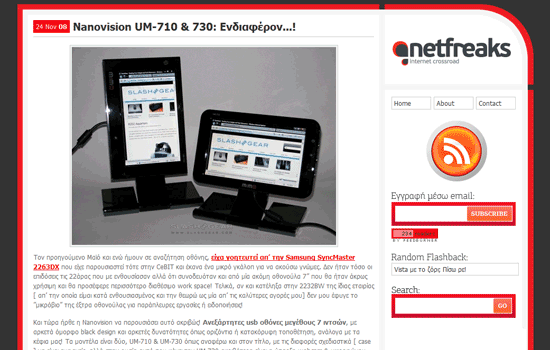 24 Nov 08
Nanovision UM-710 & 730: Ενδιαφέρον...!
SLASH GEAR
SLASH GEAR
Τον προηγούμενο Μαϊό και ενώ ήμουν σε αναζήτηση οθόνης, είχα γοητευτεί απ' την Samsung SyncMaster
2263DX που είχε παρουσιαστεί τότε στην CeBIT και έκανα ένα μικρό γκάλοπ για να ακούσω γνώμες. Δεν ήταν τόσο οι
επιδόσεις τις 22άρας που με ενθουσίασαν αλλά ότι συνοδευόταν και από μία ακόμη οθονούλα 7" που θα ήταν άκρως
χρήσιμη και θα προσέφερε περισσότερο διαθέσιμο work space! Τελικά, αν και κατέληξα στην 2232BW της ίδιας εταιρίας
[ απ' την οποία είμαι κατά ενθουσιασμένος και την θεωρώ ως μία απ' τις καλύτερες αγορές μου] δεν μου έφυγε το
"μικρόβιο" της έξτρα οθονούλας για παράλληλες εργασίες ή οδοιπορίες!
Και τώρα ήρθε η Nanovision να παρουσιάσει αυτό ακριβώς! Ανεξάρτητες usb οθόνες μεγέθους 7 ιντσών, με
αρκετά όμορφο black design και αρκετές δυνατότητες όπως οριζόντια ή κατακόρυφη τοποθέτηση, ανάλογα με τα
κέφια μας! Τα μοντέλα είναι δύο, UM-710 & UM-730 όπως αναφέρω και στον τίτλο, με τις διαφορές σχεδιαστικά [ case
netfreaks
Internet crossroad
Home
About
Contact
Εγγραφή μέσω email:
SUBSCRIBE
BY FEEDBURNER
Random Flashback:
Vista με το ζόρι; Πίσω ρε!
Search:
GO